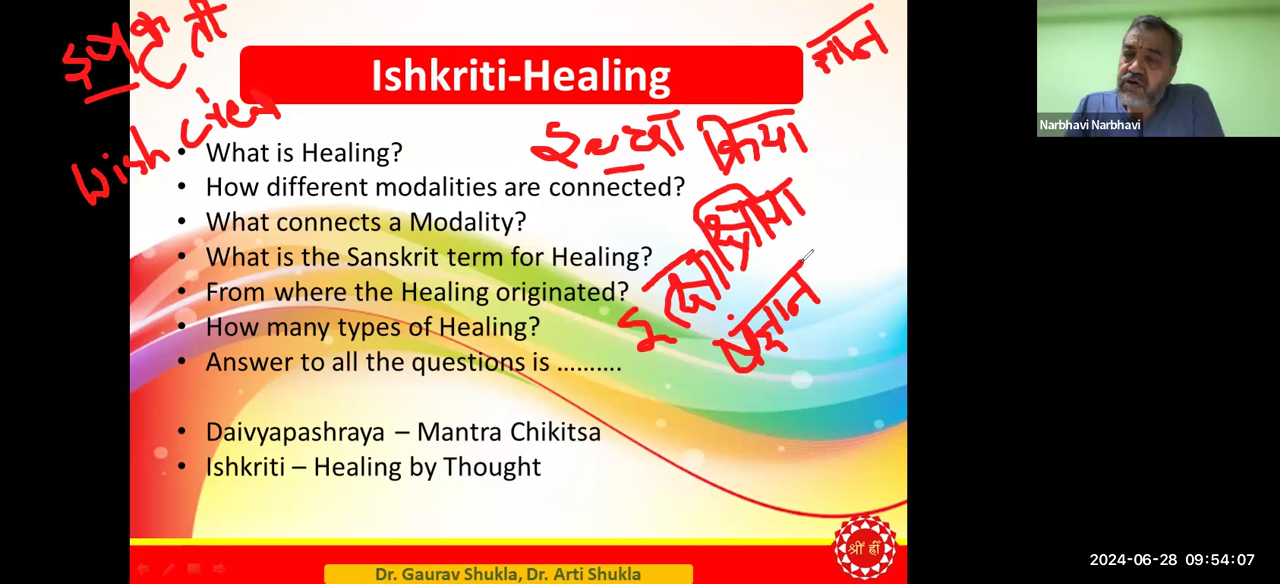 Ishkriti-Healing
ज्ञान
wish
इच्छा क्रिया
• What is Healing?
• How different modalities are connected?
• What connects a Modality?
• What is the Sanskrit term for Healing?
• From where the Healing originated?
• How many types of Healing?
• Answer to all the questions is ..........
• Daivyapashraya – Mantra Chikitsa
• Ishkriti – Healing by Thought
श्रीं ह्रीं
Dr. Gaurav Shukla, Dr. Arti Shukla
Narbhavi Narbhavi
2024-06-28 09:54:07